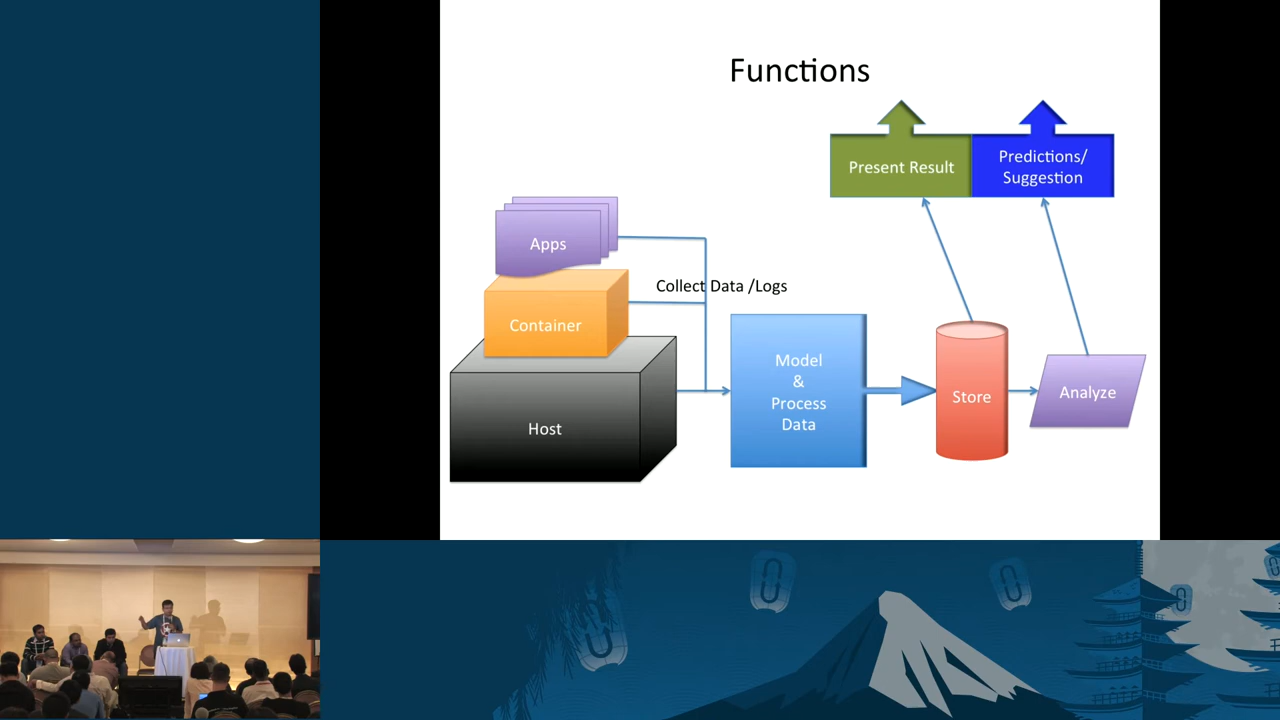 Functions
Present Result
Predictions/
Suggestion
Apps
Collect Data /Logs
Container
Model
&
Process
Data
Store
Analyze
Host